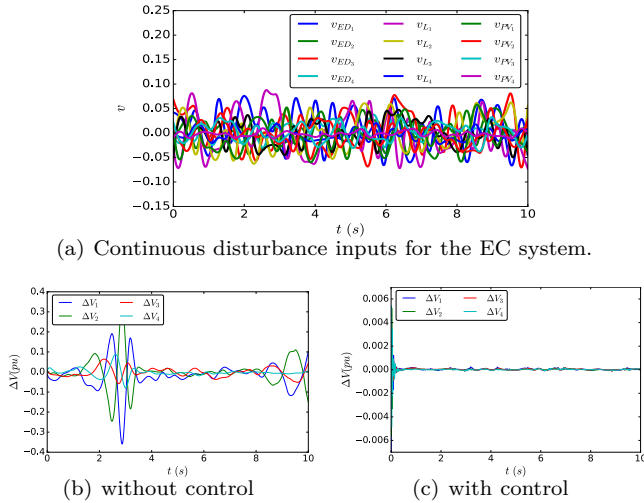 0.25
0.20
0.15
0.10
0.05
0.00
−0.05
−0.10
−0.15
v
v_{ED_1} v_{L_1} v_{PV_1}
v_{ED_2} v_{L_2} v_{PV_2}
v_{ED_3} v_{L_3} v_{PV_3}
v_{ED_4} v_{L_4} v_{PV_4}
0 2 4 6 8 10
t (s)
(a) Continuous disturbance inputs for the EC system.
0.4
0.3
0.2
0.1
0.0
−0.1
−0.2
−0.3
−0.4
ΔV(pu)
ΔV_1 ΔV_3
ΔV_2 ΔV_4
0 2 4 6 8 10
t (s)
(b) without control
0.006
0.004
0.002
0.000
−0.002
−0.004
−0.006
ΔV(pu)
ΔV_1 ΔV_3
ΔV_2 ΔV_4
0 2 4 6 8 10
t (s)
(c) with control